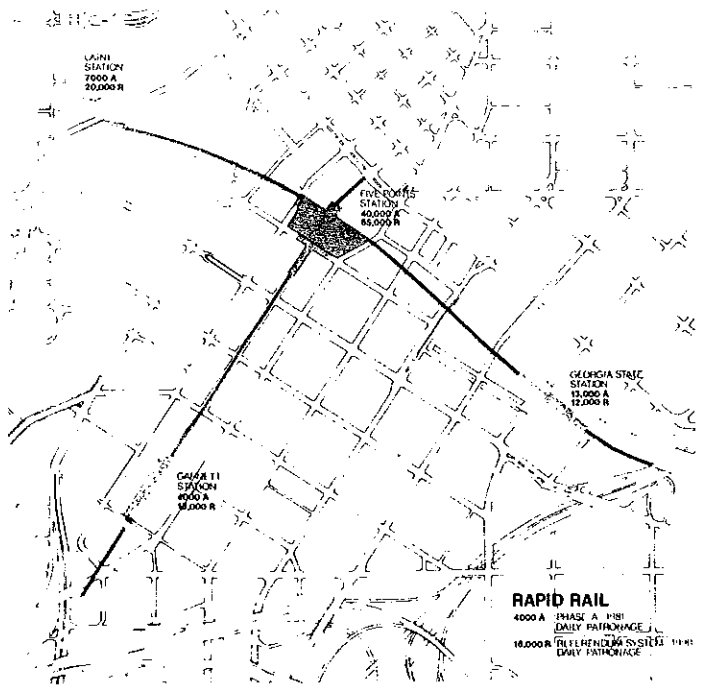 STATION
7000 A
20,000 R
FIVE POINTS
STATION
40,000 A
65,000 R
GEORGIA STATE
STATION
13,000 A
12,000 R
GARNETT
STATION
4000 A
RAPID RAIL
4000 A PHASE A 1981
DAILY PATRONAGE
16,000 R REFERENDUM SYSTEM
DAILY PATRONAGE